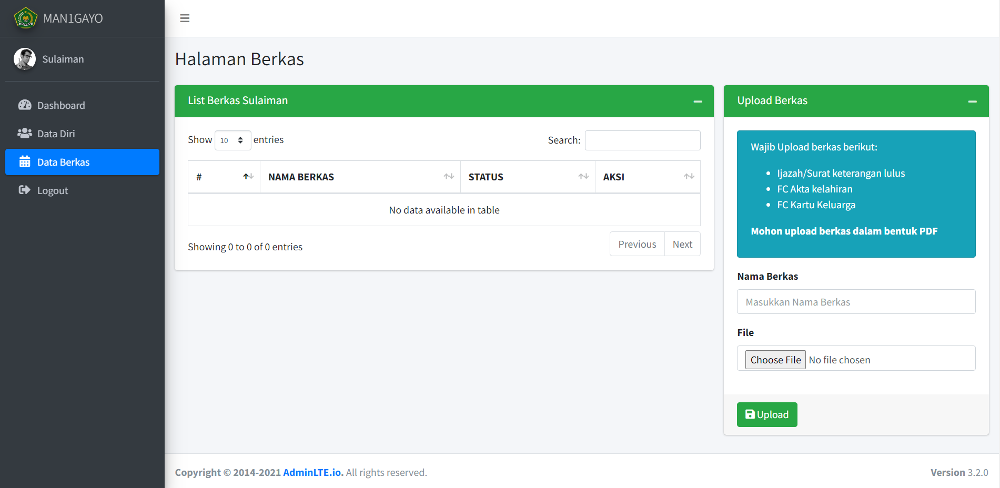 MAN1GAYO
Sulaiman
Dashboard
Data Diri
Data Berkas
Logout
Halaman Berkas
List Berkas Sulaiman
Show 10 entries
Search:
# NAMA BERKAS STATUS AKSI
No data available in table
Showing 0 to 0 of 0 entries
Previous Next
Upload Berkas
Wajib Upload berkas berikut:
• Ijazah/Surat keterangan lulus
• FC Akta kelahiran
• FC Kartu Keluarga
Mohon upload berkas dalam bentuk PDF
Nama Berkas
Masukkan Nama Berkas
File
Choose File No file chosen
Upload
Copyright © 2014-2021 AdminLTE.io. All rights reserved.
Version 3.2.0